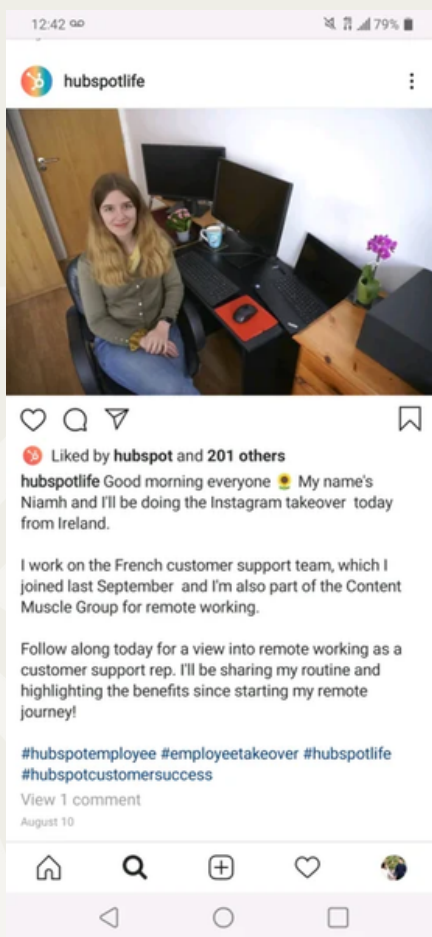 12:42
79%
hubspotlife
Liked by hubspot and 201 others
hubspotlife Good morning everyone 🌻 My name's
Niamh and I'll be doing the Instagram takeover today
from Ireland.
I work on the French customer support team, which I
joined last September and I'm also part of the Content
Muscle Group for remote working.
Follow along today for a view into remote working as a
customer support rep. I'll be sharing my routine and
highlighting the benefits since starting my remote
journey!
#hubspotemployee #employeetakeover #hubspotlife
#hubspotcustomersuccess
View 1 comment
August 10